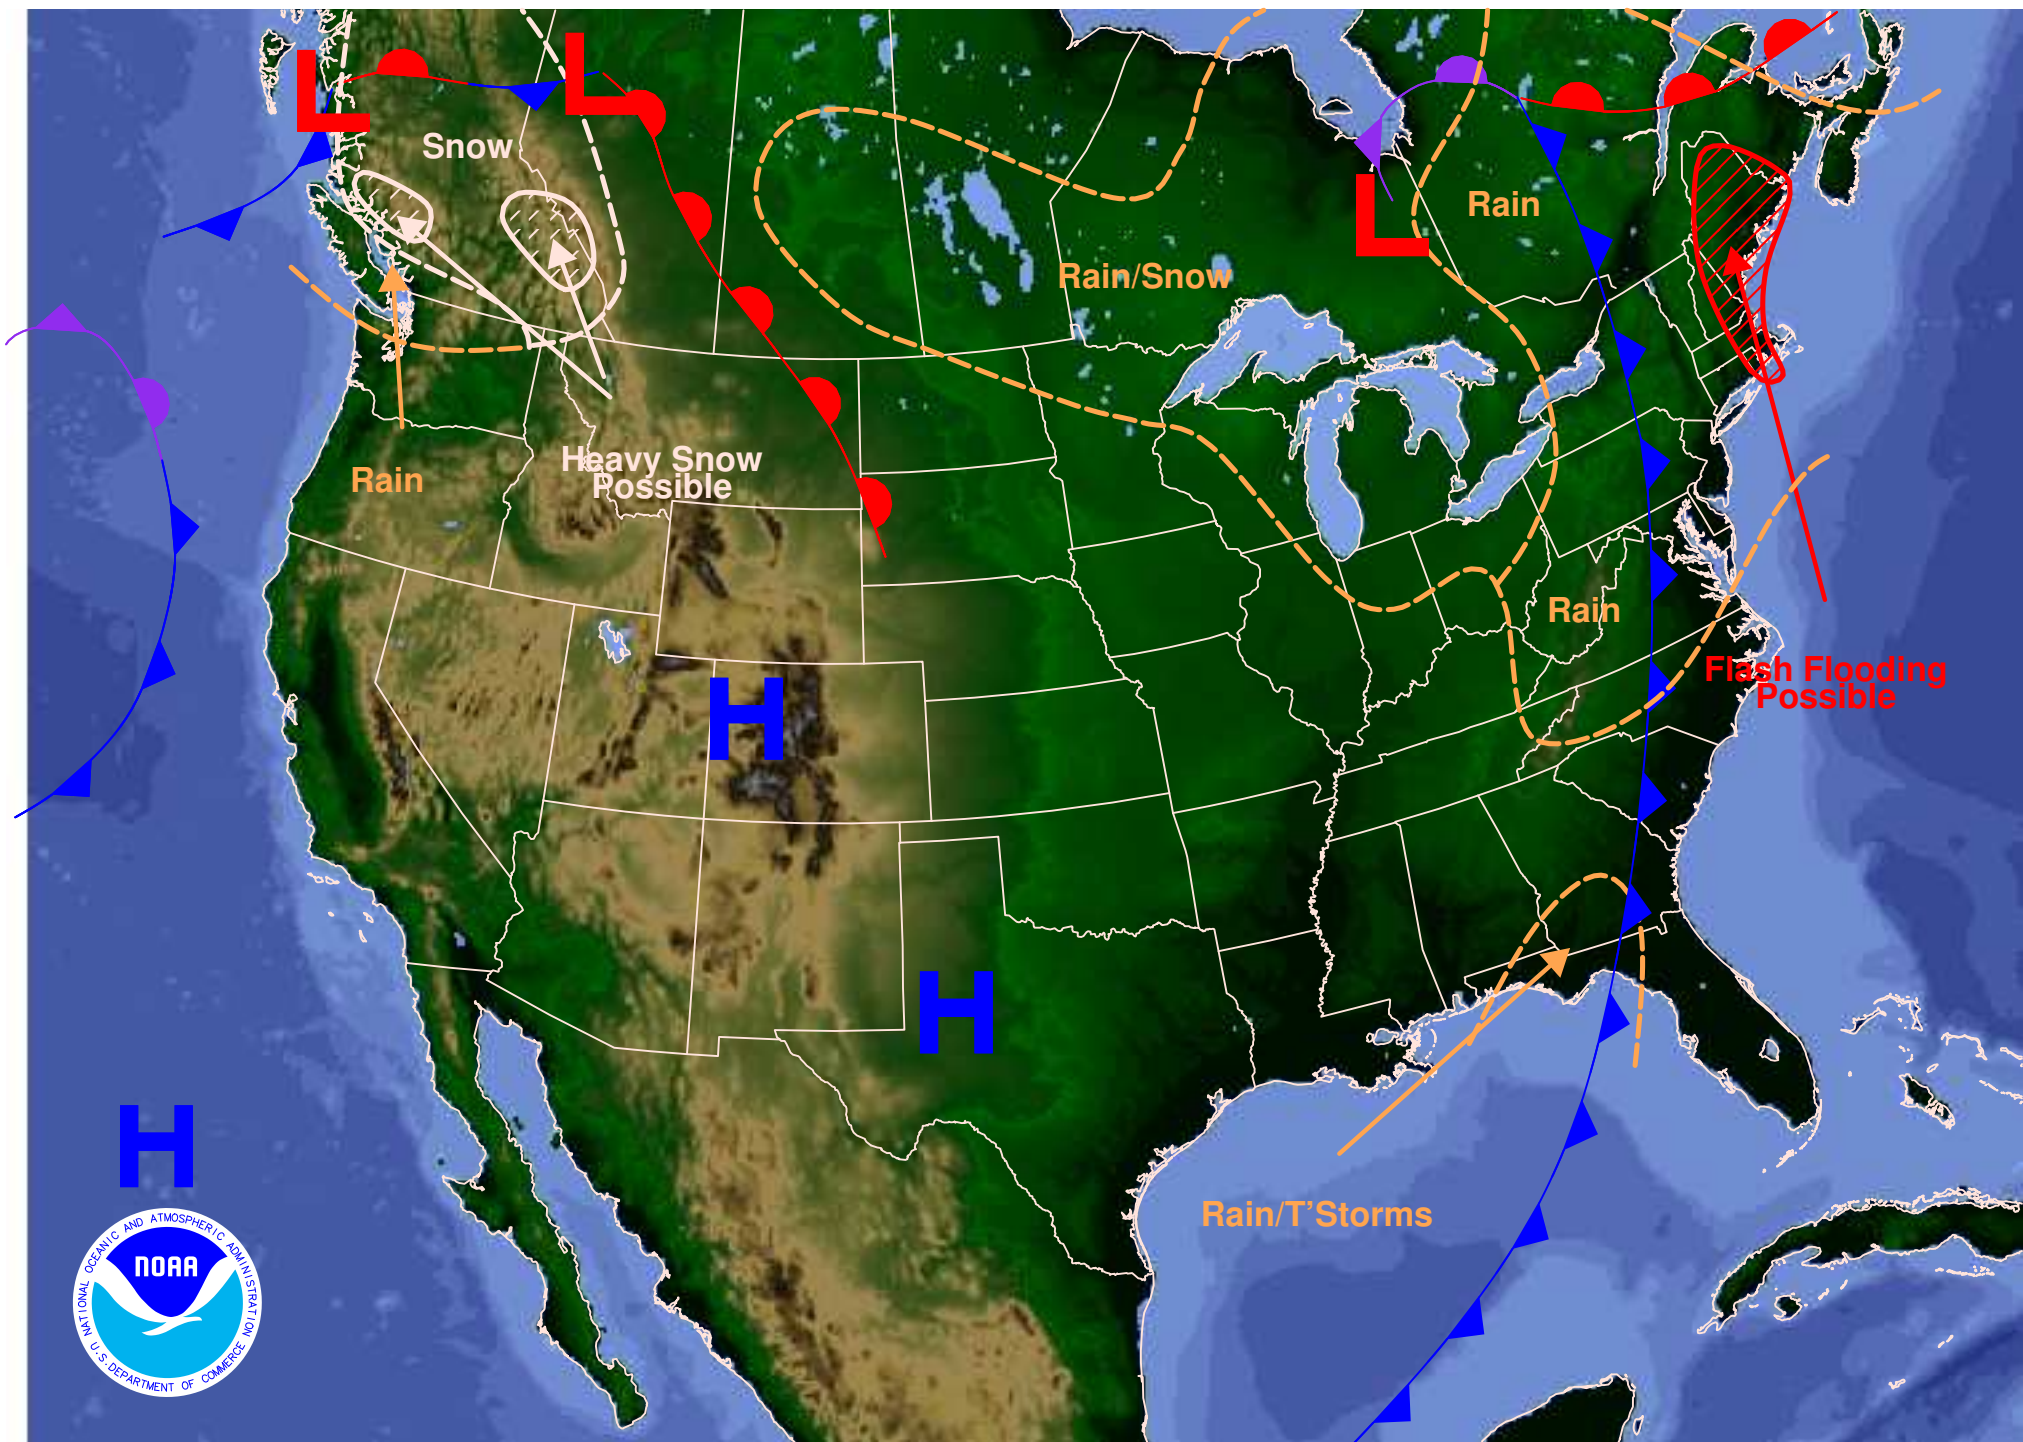 L
L
Snow
L
Rain
Rain/Snow
Heavy Snow
Possible
Rain
Rain
Flash Flooding
Possible
H
H
H
Rain/T'Storms
NATIONAL OCEANIC AND ATMOSPHERIC ADMINISTRATION
NOAA
U.S. DEPARTMENT OF COMMERCE